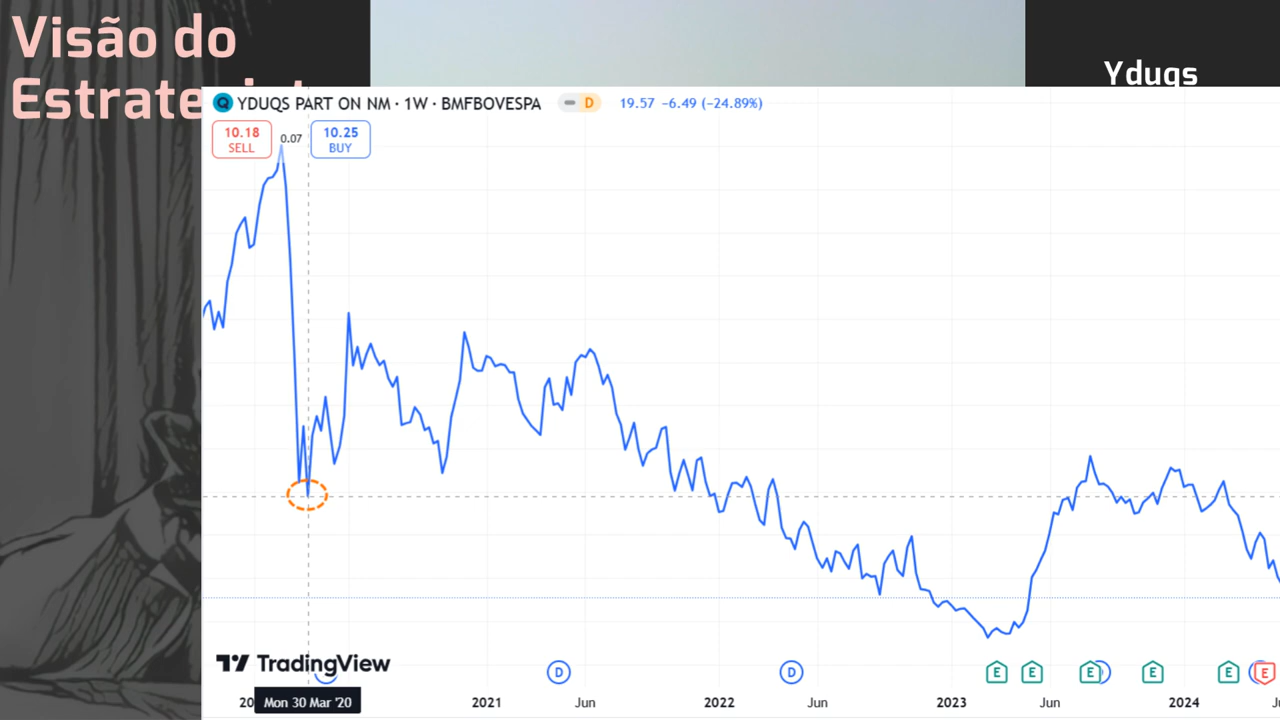 Visão do
Yduqs
YDUQS PART ON NM · 1W · BMFBOVESPA D 19.57 −6.49 (−24.89%)
10.18 0.07 10.25
SELL BUY
TradingView
D D E E E E E E
Mon 30 Mar '20 2021 Jun 2022 Jun 2023 Jun 2024